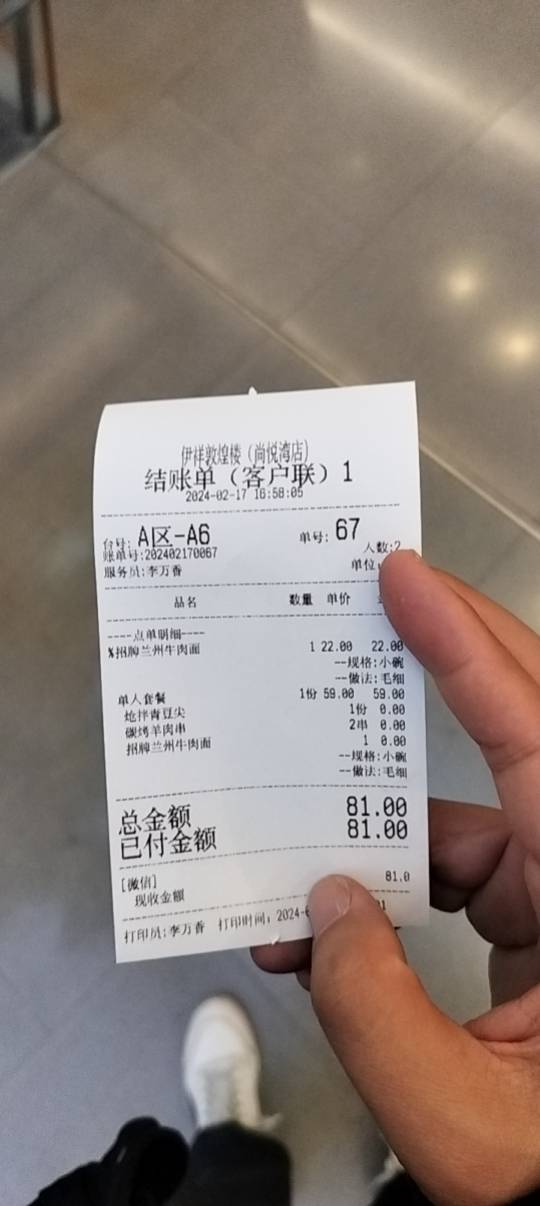 伊祥敦煌楼（尚悦湾店）
结账单（客户联）1
2024-02-17 16:58:05
台号: A区-A6 单号: 67
账单号:202402170067 人数:2
服务员:李万香 单位:
品名 数量 单价
----点单明细----
%招牌兰州牛肉面 1 22.00 22.00
--规格:小碗
--做法:毛细
单人套餐 1份 59.00 59.00
炝拌青豆尖 1份 0.00
碳烤羊肉串 2串 0.00
招牌兰州牛肉面 1 0.00
--规格:小碗
--做法:毛细
总金额 81.00
已付金额 81.00
[微信] 81.0
现收金额
打印员:李万香 打印时间: 2024-